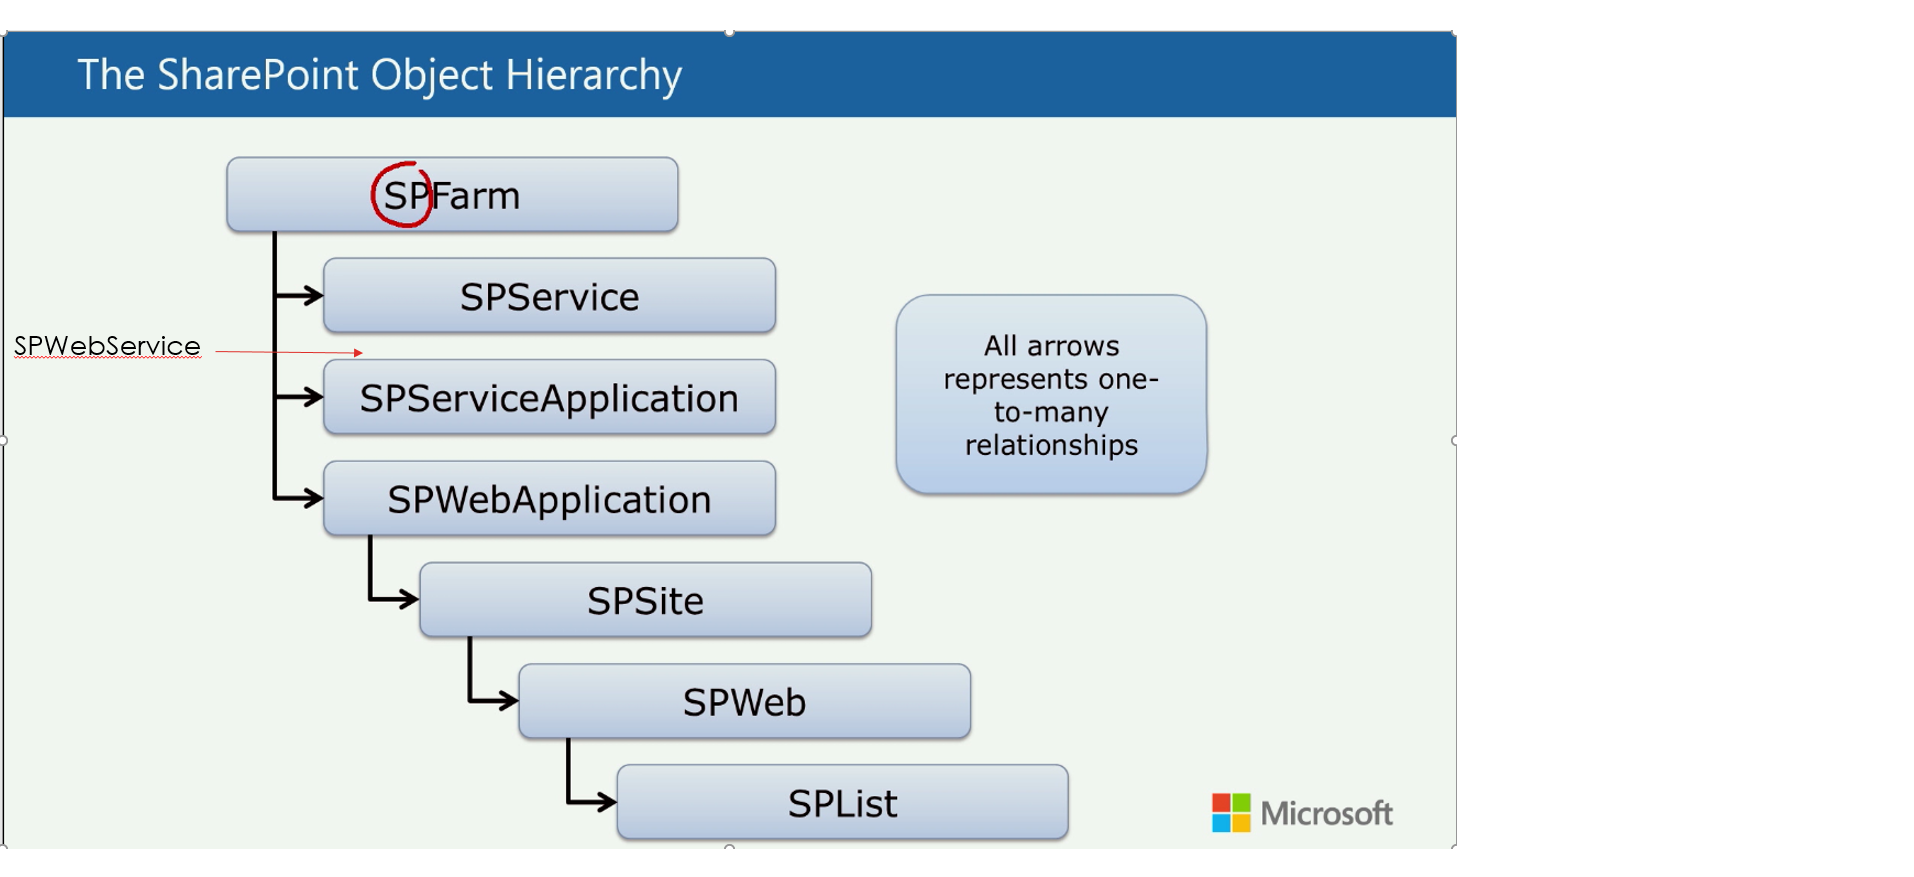 The SharePoint Object Hierarchy
SPFarm
SPService
SPWebService
SPServiceApplication
SPWebApplication
SPSite
SPWeb
SPList
All arrows
represents one-
to-many
relationships
Microsoft